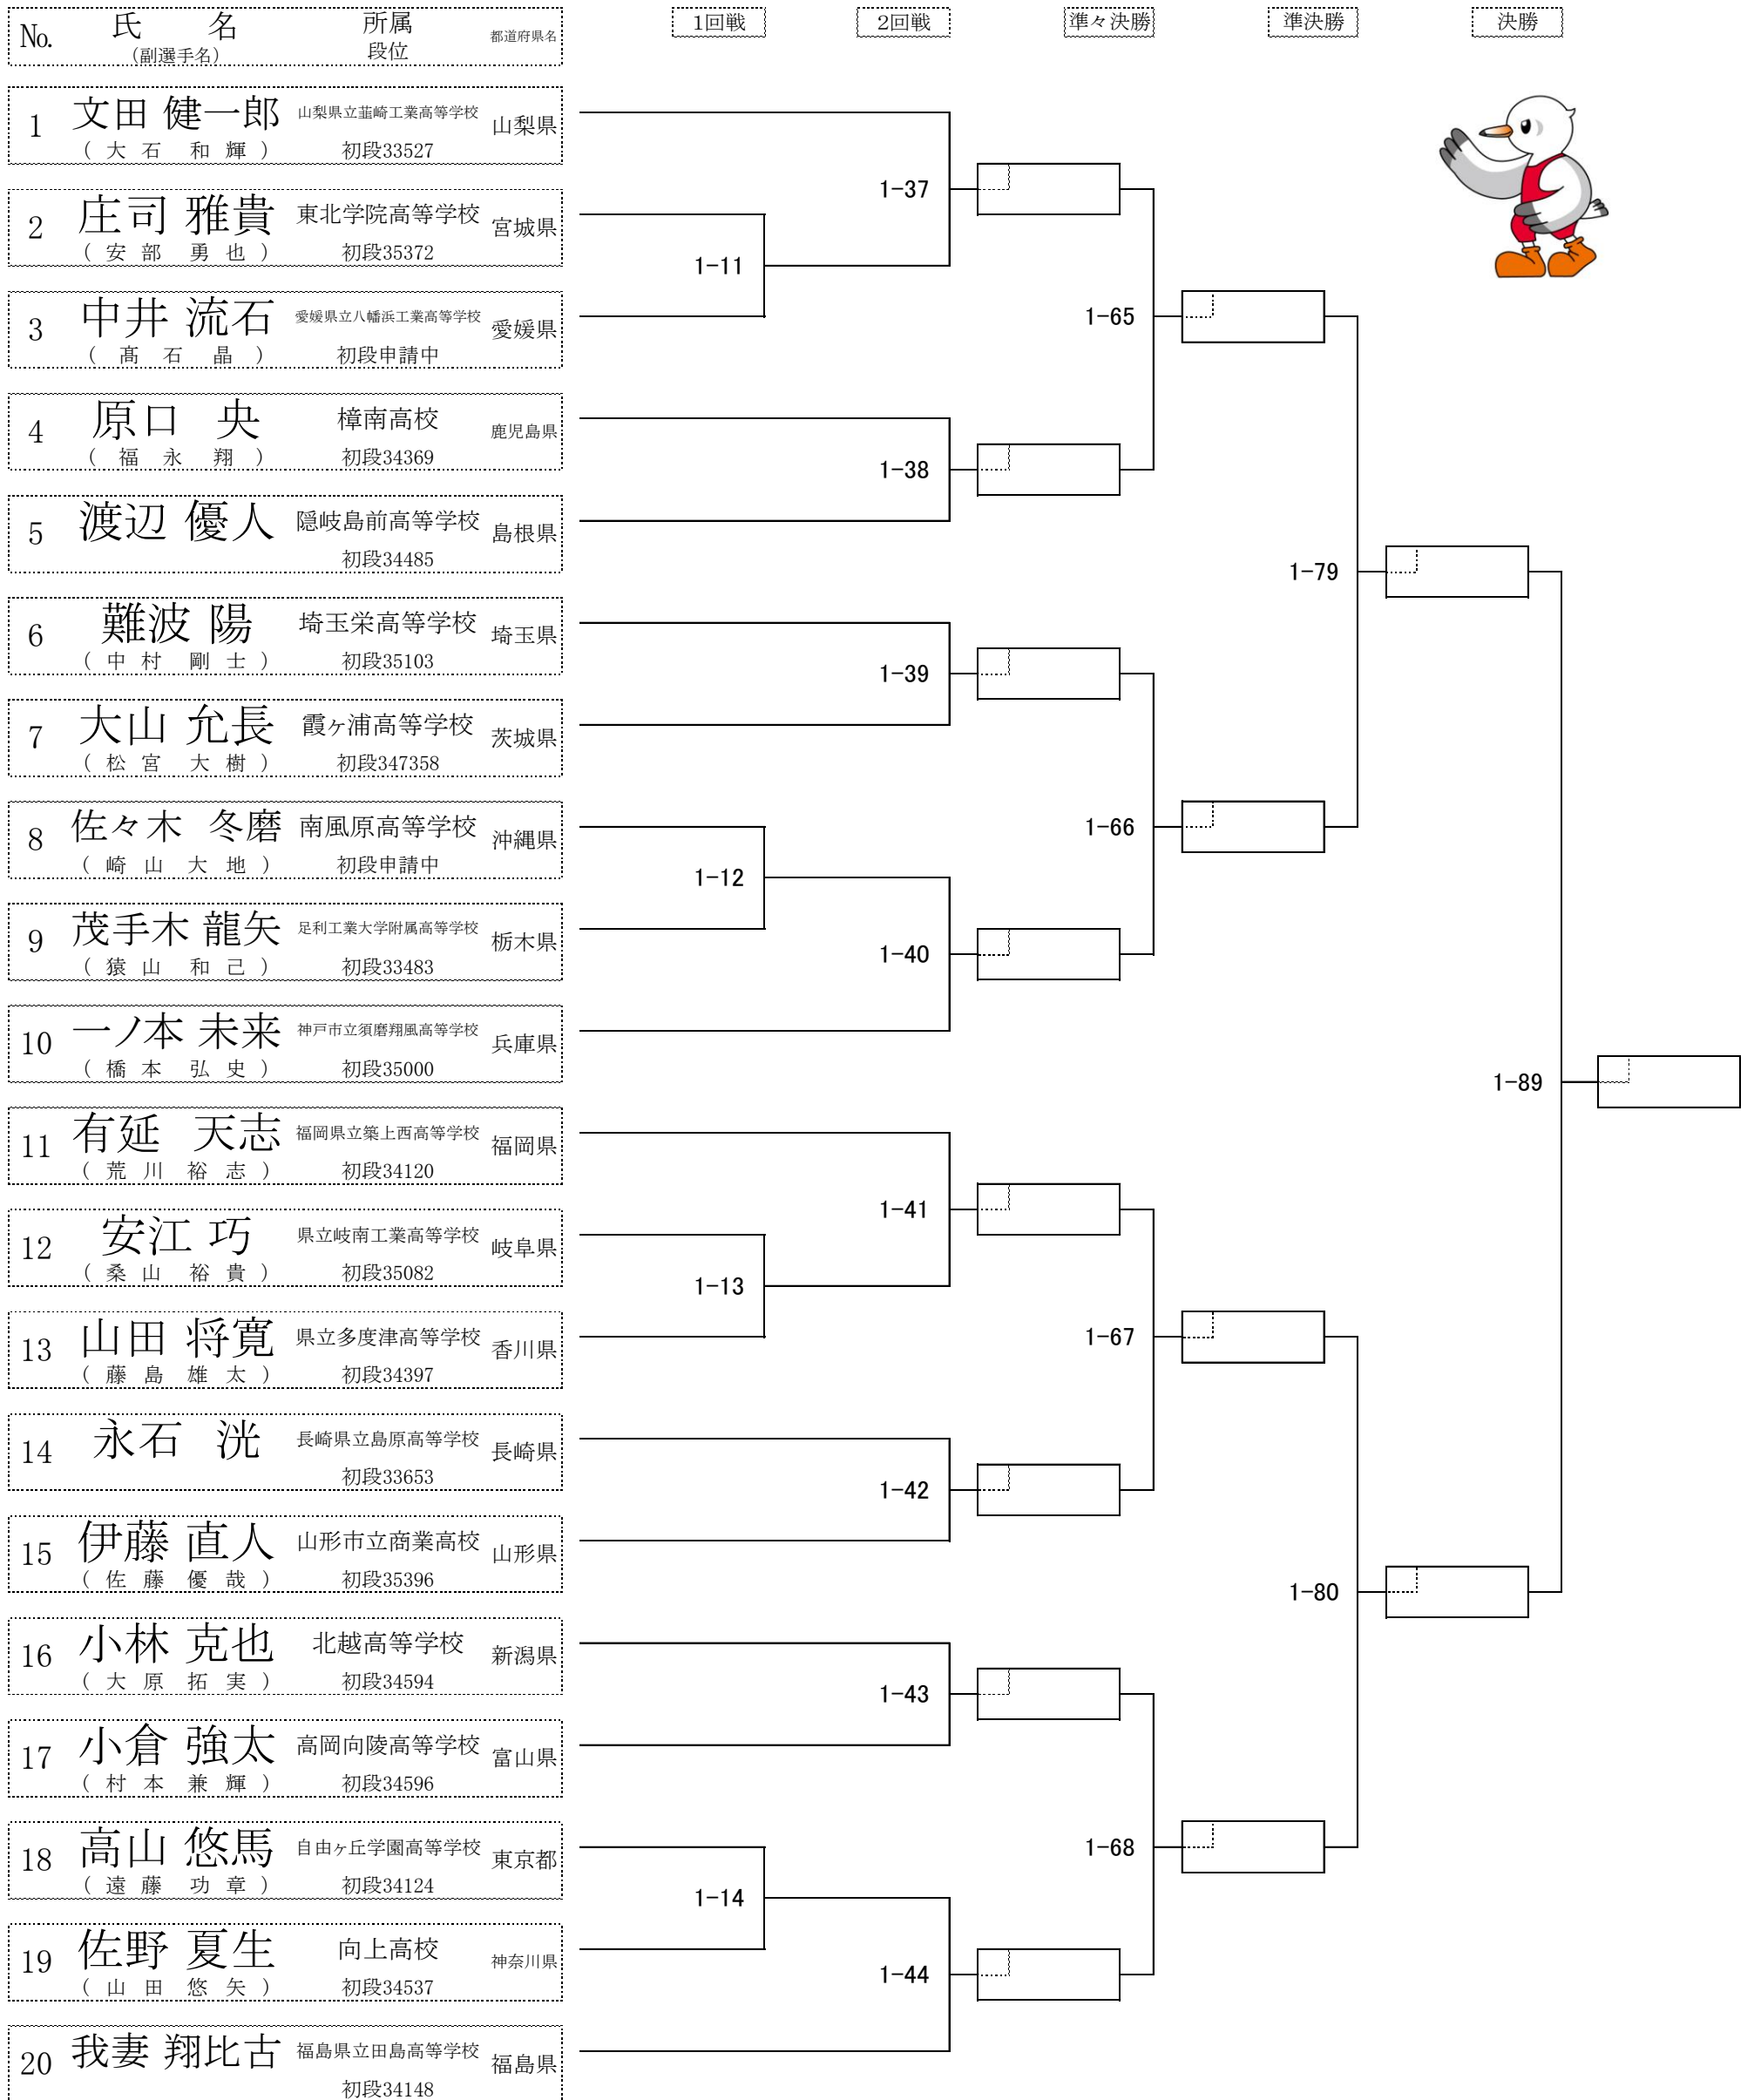 No. 氏 名 所属 都道府県名 1回戦 2回戦 準々決勝 準決勝 決勝
（副選手名） 段位
1 文田 健一郎 山梨県立韮崎工業高等学校 山梨県
（ 大 石 和 輝 ） 初段33527
1-37
2 庄司 雅貴 東北学院高等学校 宮城県
（ 安 部 勇 也 ） 初段35372
1-11
3 中井 流石 愛媛県立八幡浜工業高等学校 愛媛県
1-65
（ 髙 石 晶 ） 初段申請中
4 原口 央 樟南高校 鹿児島県
（ 福 永 翔 ） 初段34369
1-38
5 渡辺 優人 隠岐島前高等学校 島根県
初段34485
1-79
6 難波 陽 埼玉栄高等学校 埼玉県
（ 中 村 剛 士 ） 初段35103
1-39
7 大山 允長 霞ヶ浦高等学校 茨城県
（ 松 宮 大 樹 ） 初段347358
8 佐々木 冬磨 南風原高等学校 沖縄県
1-66
（ 崎 山 大 地 ） 初段申請中
1-12
9 茂手木 龍矢 足利工業大学附属高等学校 栃木県
（ 猿 山 和 己 ） 初段33483
1-40
10 一ノ本 未来 神戸市立須磨翔風高等学校 兵庫県
（ 橋 本 弘 史 ） 初段35000
1-89
11 有延 天志 福岡県立築上西高等学校 福岡県
（ 荒 川 裕 志 ） 初段34120
1-41
12 安江 巧 県立岐南工業高等学校 岐阜県
（ 桑 山 裕 貴 ） 初段35082
1-13
13 山田 将寛 県立多度津高等学校 香川県
1-67
（ 藤 島 雄 太 ） 初段34397
14 永石 洸 長崎県立島原高等学校 長崎県
初段33653
1-42
15 伊藤 直人 山形市立商業高校 山形県
（ 佐 藤 優 哉 ） 初段35396
1-80
16 小林 克也 北越高等学校 新潟県
（ 大 原 拓 実 ） 初段34594
1-43
17 小倉 強太 高岡向陵高等学校 富山県
（ 村 本 兼 輝 ） 初段34596
18 高山 悠馬 自由ヶ丘学園高等学校 東京都
1-68
（ 遠 藤 功 章 ） 初段34124
1-14
19 佐野 夏生 向上高校 神奈川県
（ 山 田 悠 矢 ） 初段34537
1-44
20 我妻 翔比古 福島県立田島高等学校 福島県
初段34148